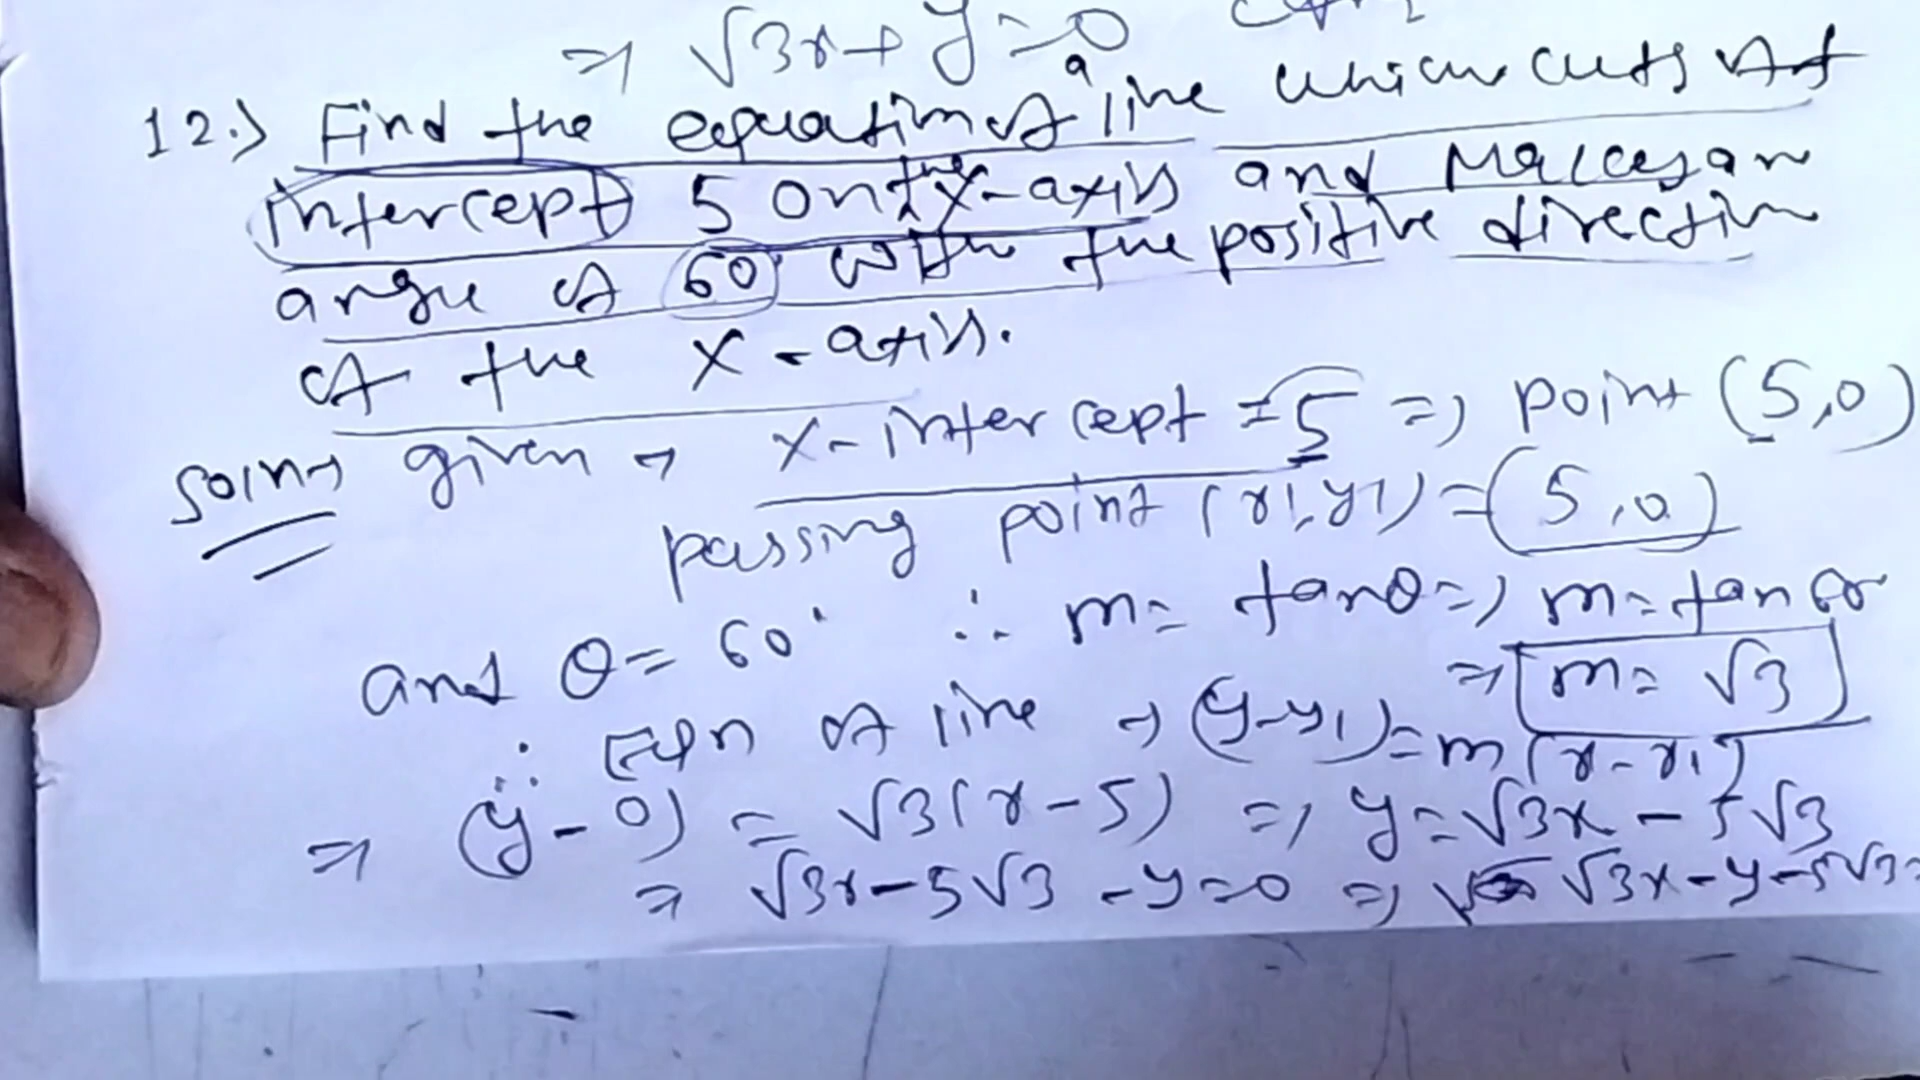 ⇒ √3x + y = 0
12.) Find the equation of a line which cuts off
intercept 5 on the x-axis and Makes an
angle of 60° with the positive direction
of the x-axis.
Soln→ given → x-intercept = 5 ⇒ point (5,0)
passing point (x1,y1) = (5,0)
and θ = 60° ∴ m = tanθ ⇒ m = tan 60°
⇒ m = √3
∴ Eqn of line → (y-y1) = m(x-x1)
⇒ (y-0) = √3(x-5) ⇒ y = √3x - 5√3
⇒ √3x-5√3 -y=0 ⇒ √3x-y-5√3=